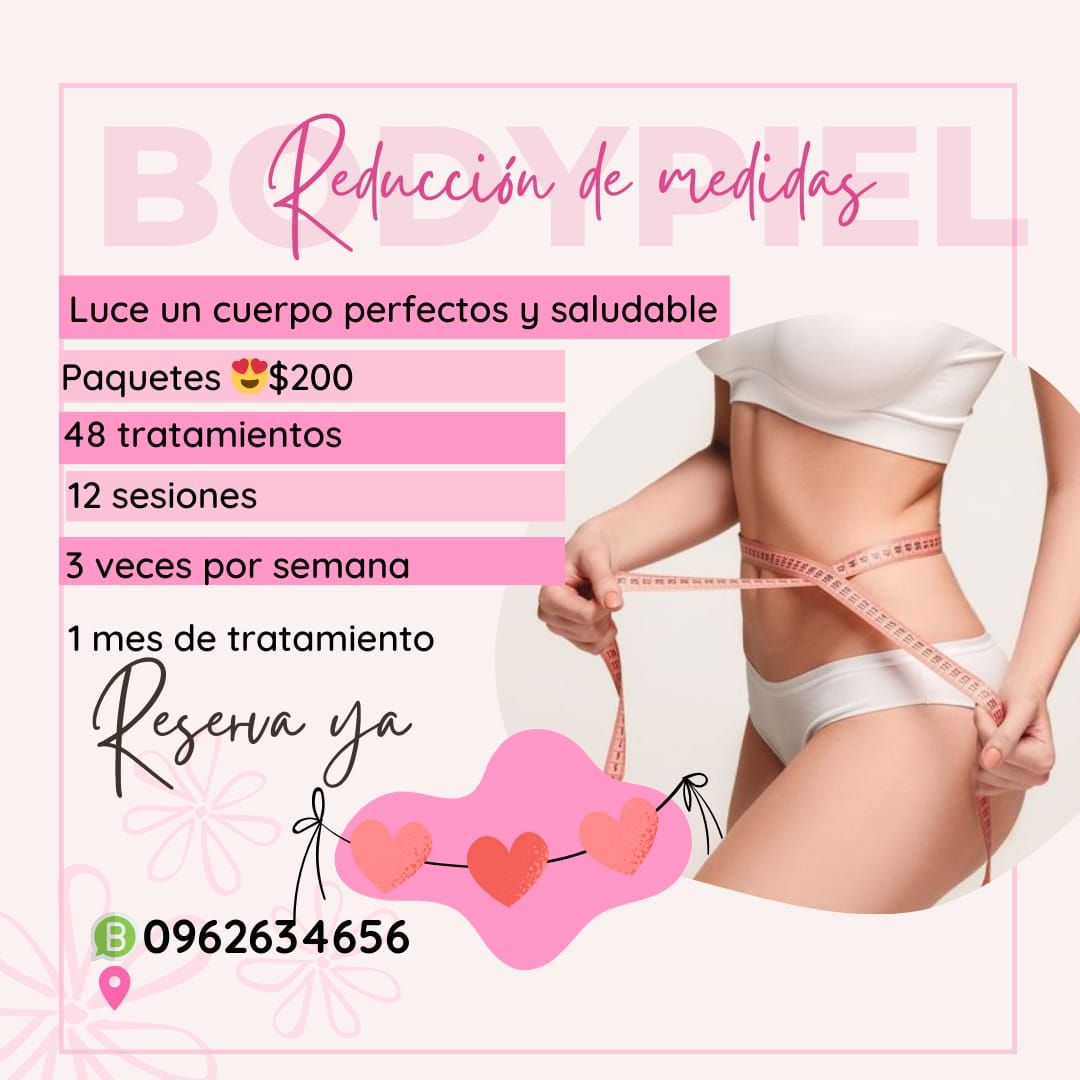 BODYPIEL
Reducción de medidas
Luce un cuerpo perfectos y saludable
Paquetes 😍$200
48 tratamientos
12 sesiones
3 veces por semana
1 mes de tratamiento
Reserva ya
B 0962634656